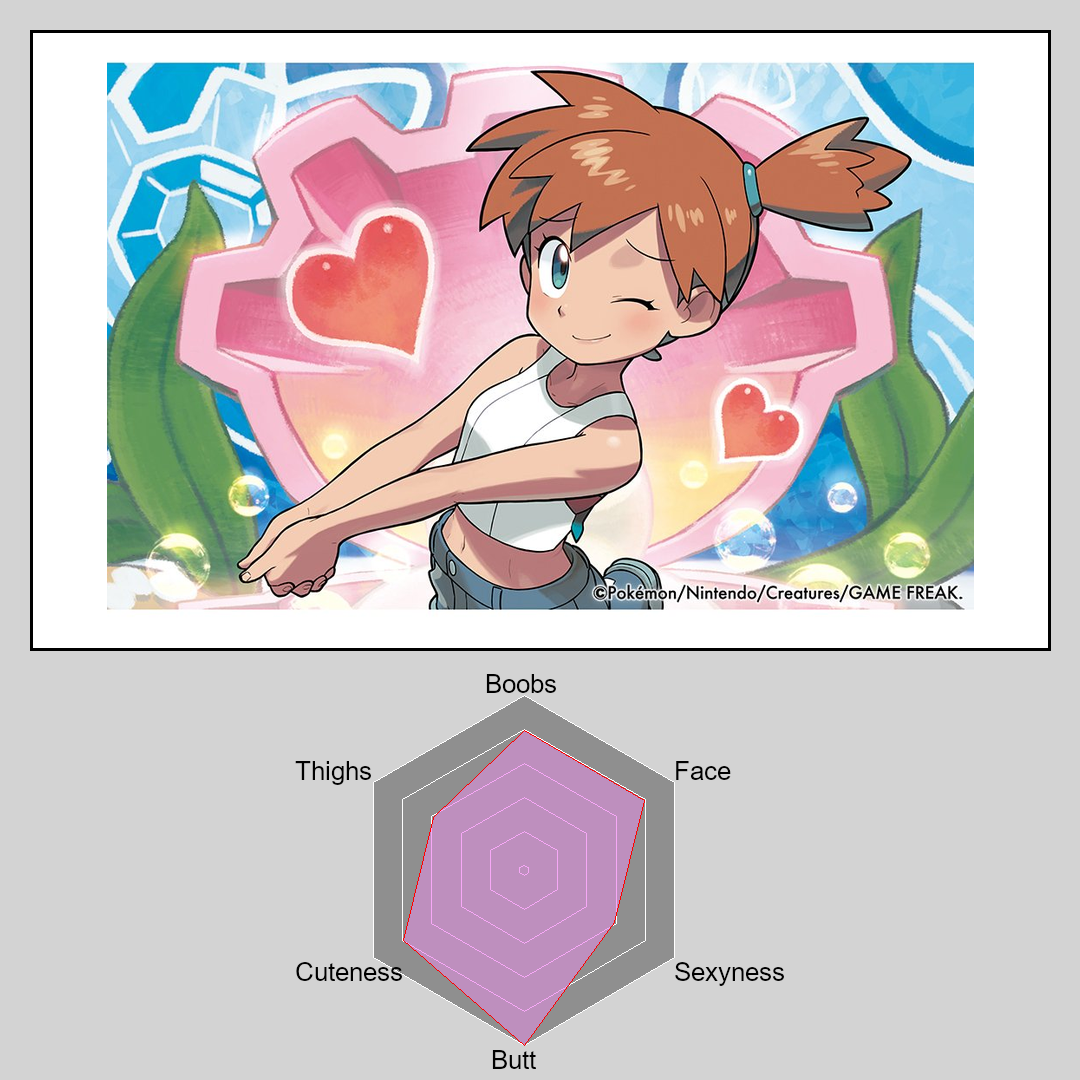 ©Pokémon/Nintendo/Creatures/GAME FREAK.
Boobs
Thighs
Face
Cuteness
Sexyness
Butt